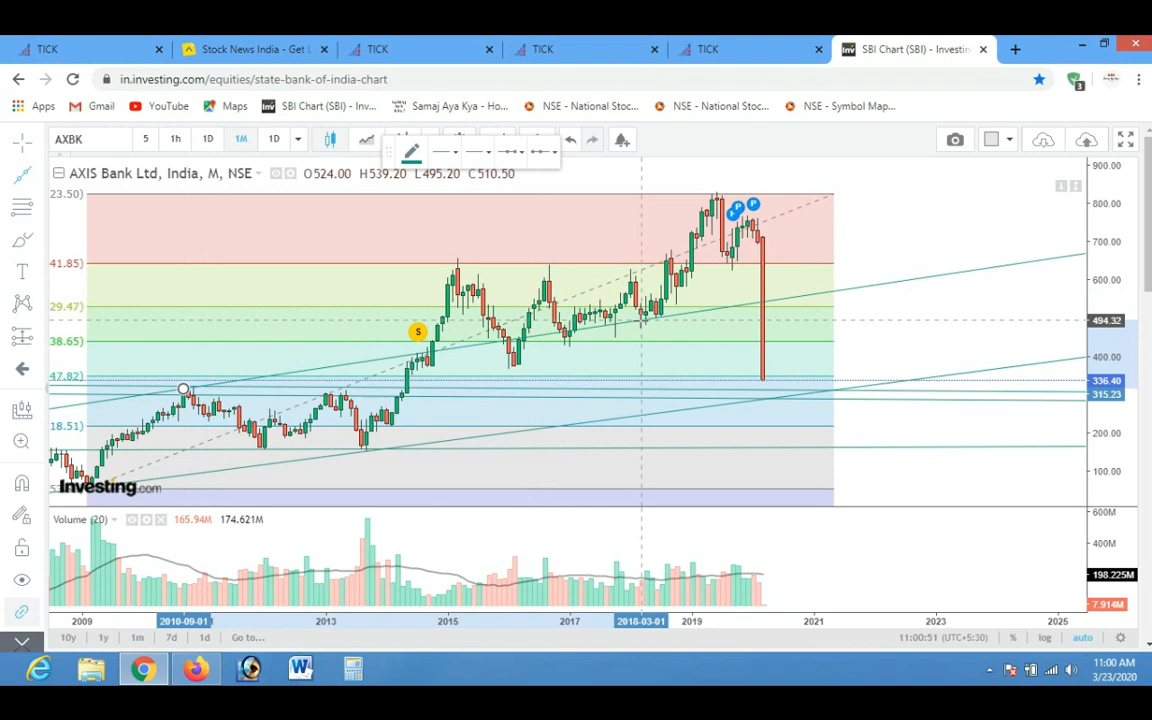 TICK
Stock News India - Get L
TICK
TICK
TICK
SBI Chart (SBI) - Investin
in.investing.com/equities/state-bank-of-india-chart
Apps
Gmail
YouTube
Maps
SBI Chart (SBI) - Inv...
Samaj Aya Kya - Ho...
NSE - National Stoc...
NSE - National Stoc...
NSE - Symbol Map...
AXBK
5
1h
1D
1M
1D
AXIS Bank Ltd, India, M, NSE
O524.00 H539.20 L495.20 C510.50
900.00
23.50)
800.00
P
P
700.00
41.85)
600.00
29.47)
S
494.32
38.65)
400.00
47.82)
336.40
315.23
18.51)
200.00
100.00
Investing.com
Volume (20)
165.94M 174.621M
600M
400M
198.225M
7.914M
2009
2010-09-01
2013
2015
2017
2018-03-01
2019
2021
2023
2025
10y
1y
1m
7d
1d
Go to...
11:00:51 (UTC+5:30)
%
log
auto
11:00 AM
3/23/2020